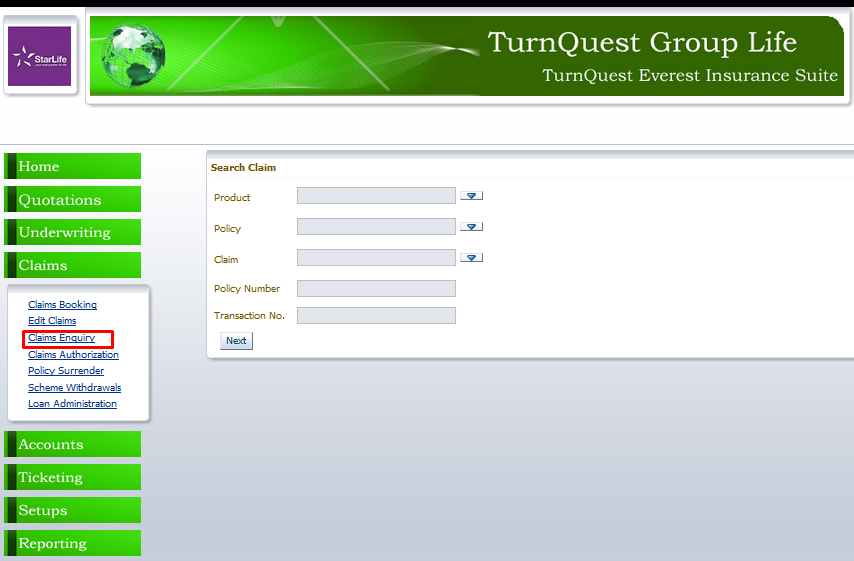 StarLife
TurnQuest Group Life
TurnQuest Everest Insurance Suite
Home
Quotations
Underwriting
Claims
Claims Booking
Edit Claims
Claims Enquiry
Claims Authorization
Policy Surrender
Scheme Withdrawals
Loan Administration
Accounts
Ticketing
Setups
Reporting
Search Claim
Product
Policy
Claim
Policy Number
Transaction No.
Next